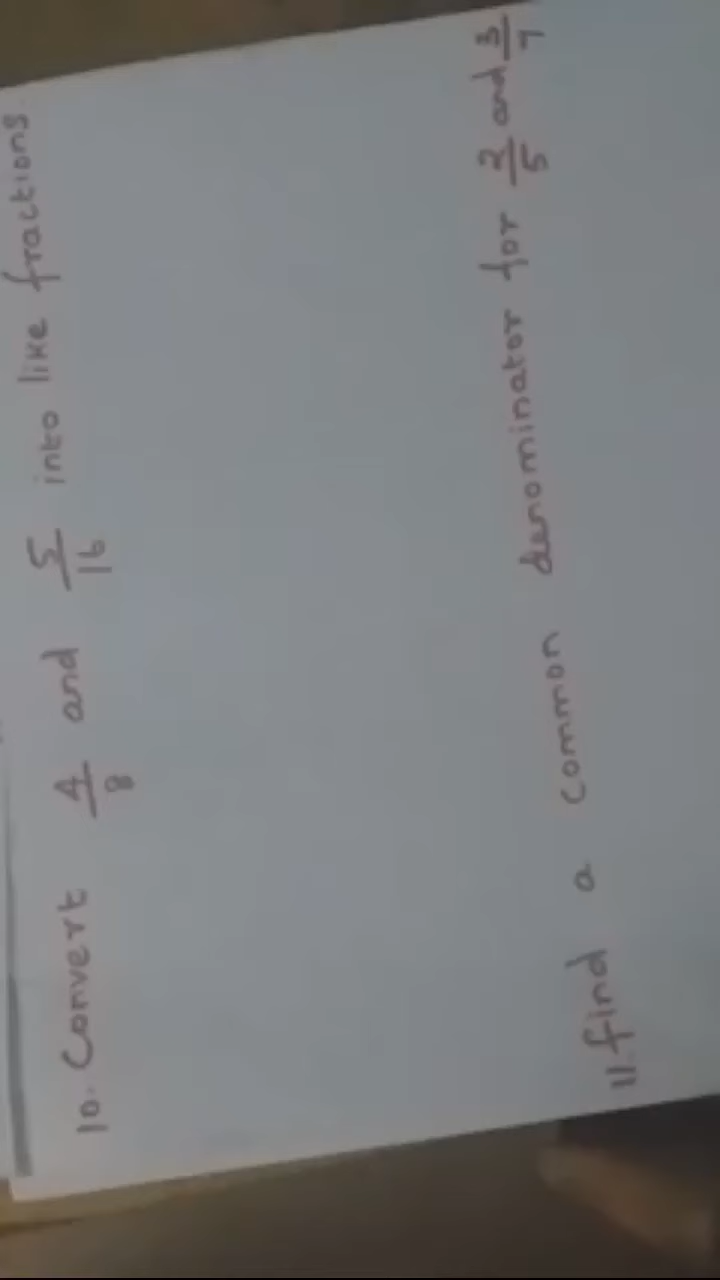 10. Convert 4/8 and 5/16 into like fractions.
11. find a common denominator for 2/5 and 3/7